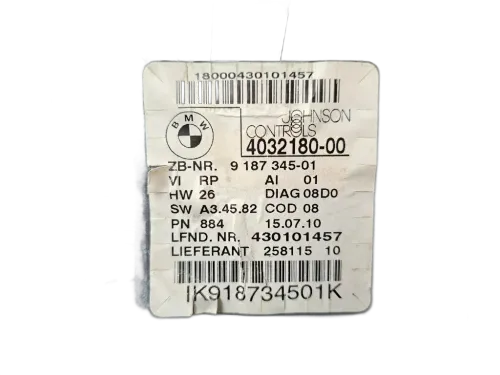 18000430101457
BMW
JOHNSON
CONTROLS
4032180-00
ZB-NR. 9 187 345-01
VI RP AI 01
HW 26 DIAG 08D0
SW A3.45.82 COD 08
PN 884 15.07.10
LFND. NR. 430101457
LIEFERANT 258115 10
IK918734501K